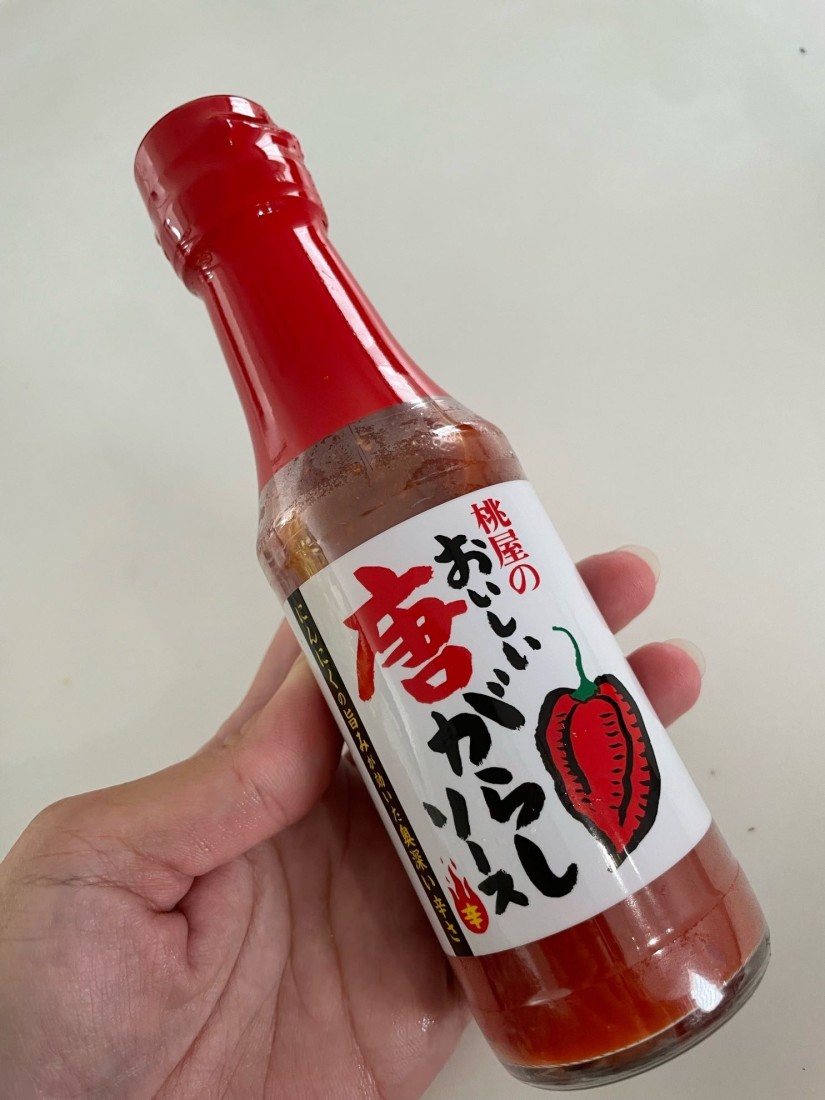 桃屋の
おいしい
唐がらし
ソース
辛
にんにくの旨みが効いた奥深い辛さ